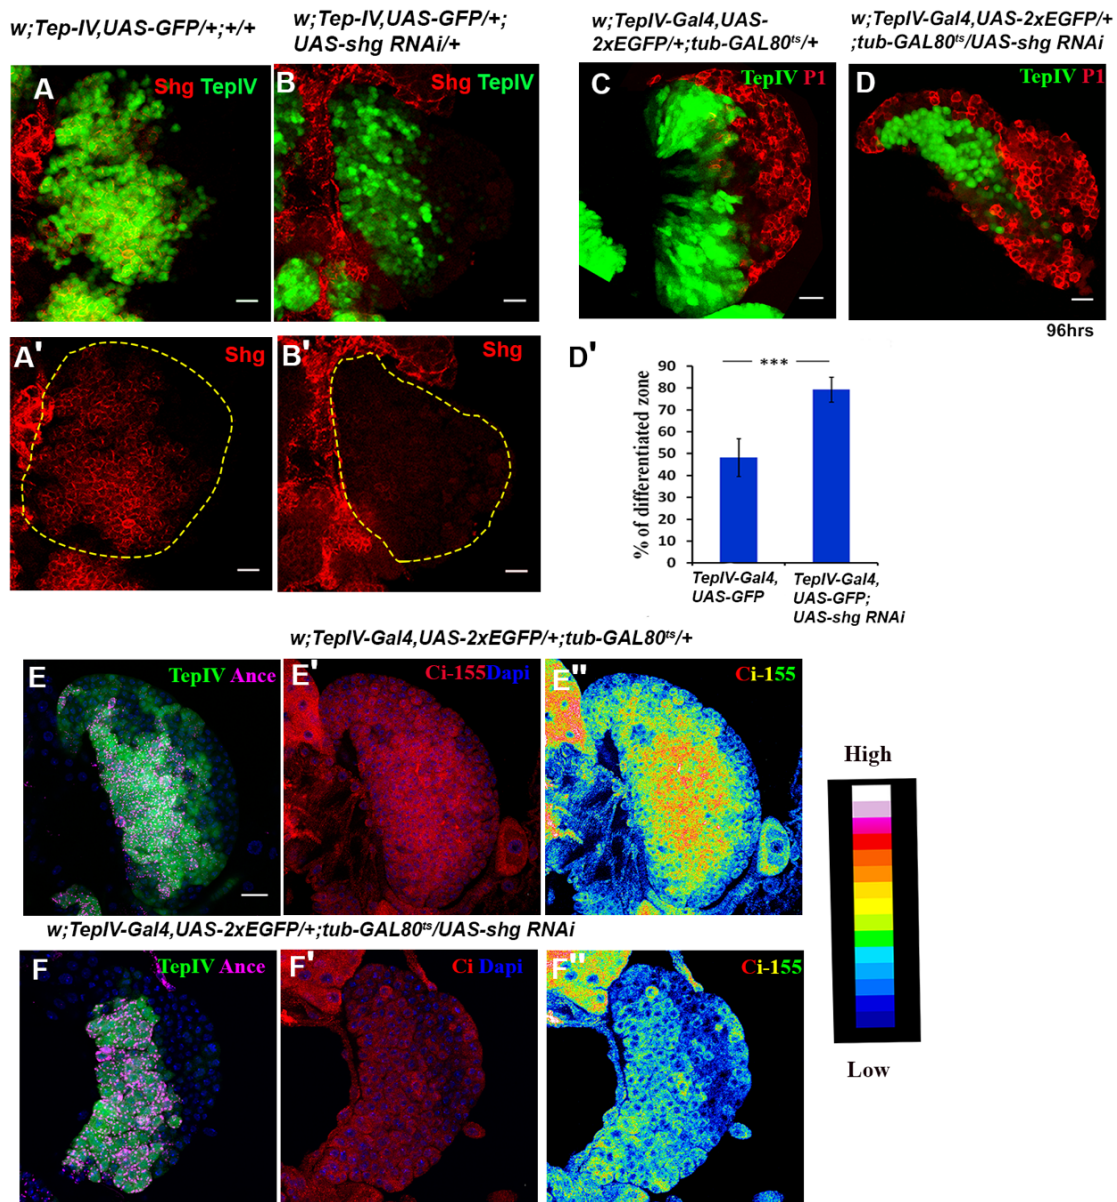 w;Tep-IV,UAS-GFP/+;+/+
w;Tep-IV,UAS-GFP/+;
UAS-shg RNAi/+
w;TepIV-Gal4,UAS-
2xEGFP/+;tub-GAL80ts/+
w;TepIV-Gal4,UAS-2xEGFP/+
;tub-GAL80ts/UAS-shg RNAi
A
Shg TepIV
B
Shg TepIV
C
TepIV P1
D
TepIV P1
96hrs
A'
Shg
B'
Shg
D'
***
90
80
70
60
50
40
30
20
10
0
% of differentiated zone
TepIV-Gal4,
UAS-GFP
TepIV-Gal4,
UAS-GFP;
UAS-shg RNAi
w;TepIV-Gal4,UAS-2xEGFP/+;tub-GAL80ts/+
E
TepIV Ance
E'
Ci-155Dapi
E"
Ci-155
High
Low
w;TepIV-Gal4,UAS-2xEGFP/+;tub-GAL80ts/UAS-shg RNAi
F
TepIV Ance
F'
Ci Dapi
F"
Ci-155